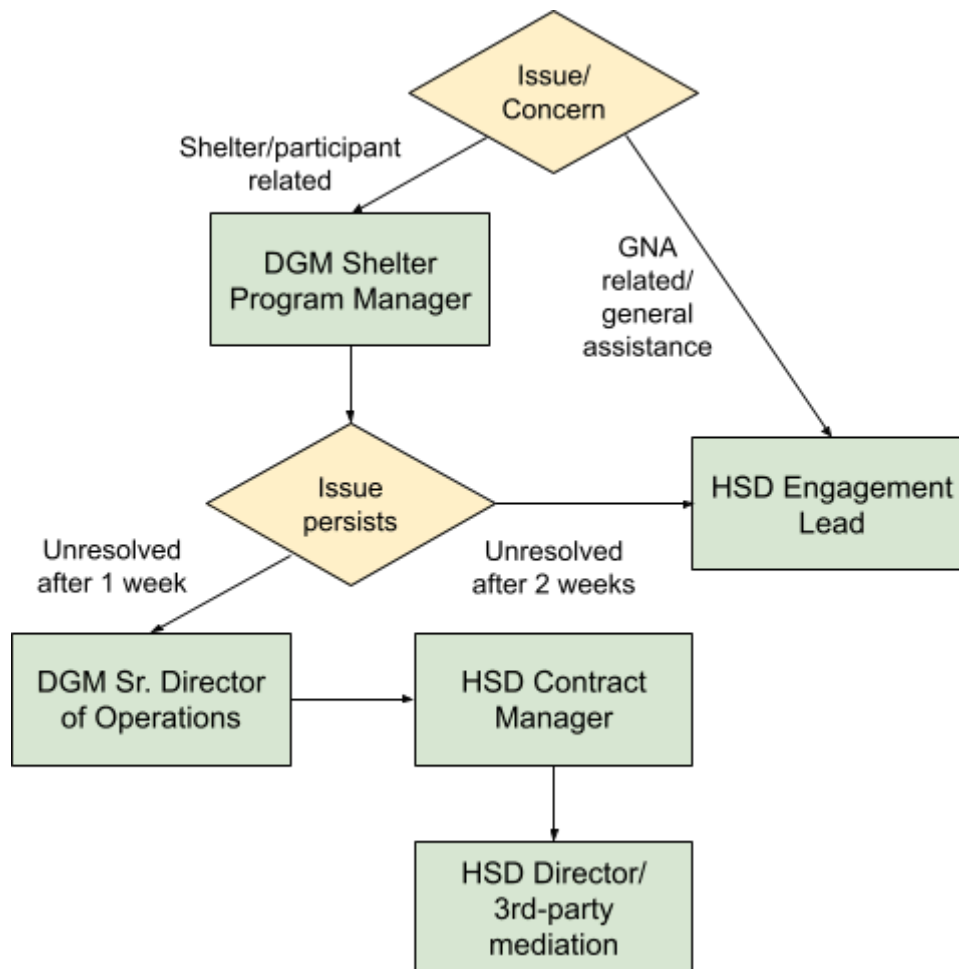 Issue/
Concern
Shelter/participant
related
DGM Shelter
Program Manager
GNA
related/
general
assistance
Issue
persists
HSD Engagement
Lead
Unresolved
after 1 week
Unresolved
after 2 weeks
DGM Sr. Director
of Operations
HSD Contract
Manager
HSD Director/
3rd-party
mediation